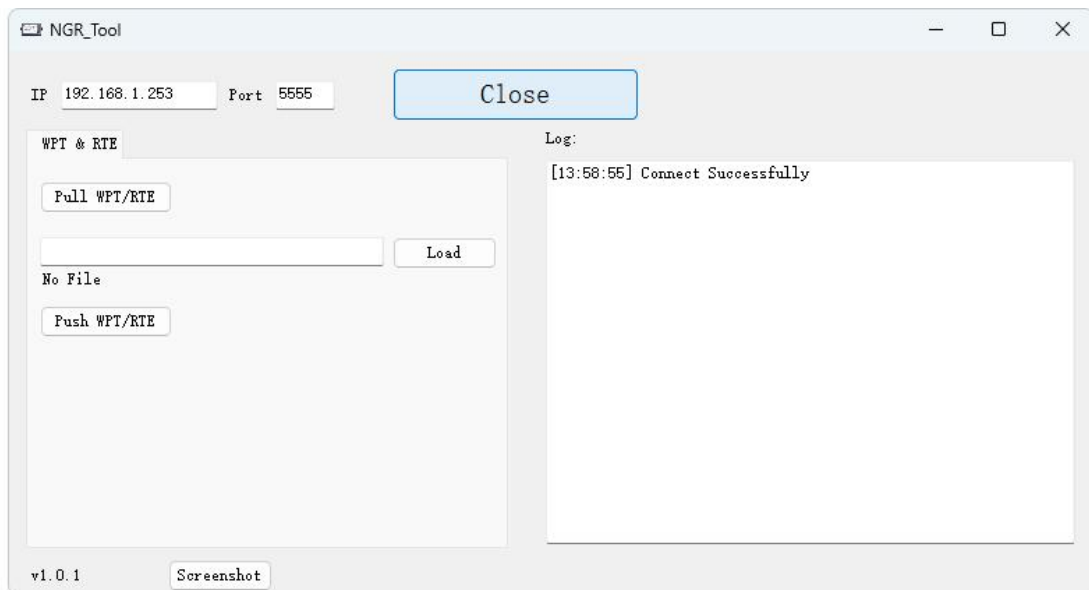 NGR_Tool
IP 192.168.1.253 Port 5555 Close
WPT & RTE
Log:
[13:58:55] Connect Successfully
Pull WPT/RTE
Load
No File
Push WPT/RTE
v1.0.1 Screenshot